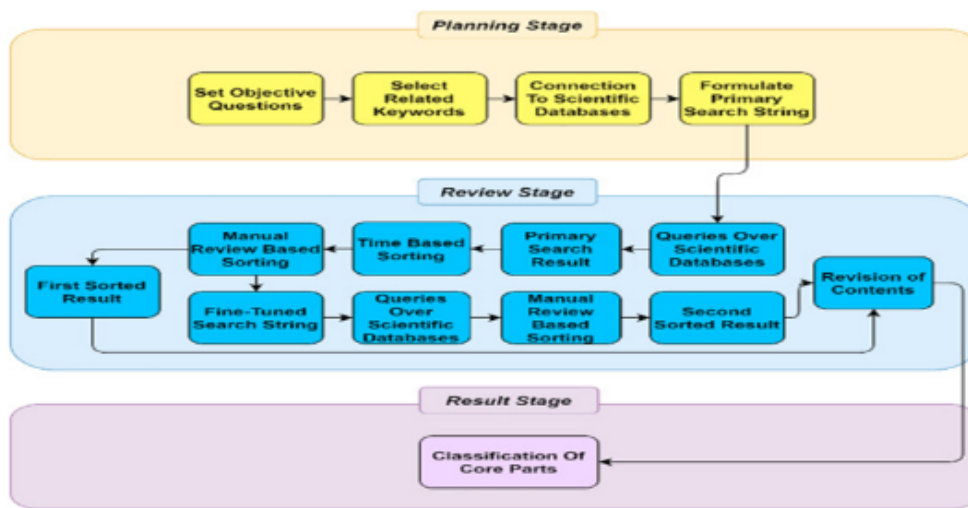 Planning Stage
Set Objective
Questions
Select
Related
Keywords
Connection
To Scientific
Databases
Formulate
Primary
Search String
Review Stage
Manual
Review Based
Sorting
Time Based
Sorting
Primary
Search
Result
Queries Over
Scientific
Databases
First Sorted
Result
Fine-Tuned
Search String
Queries
Over
Scientific
Databases
Manual
Review
Based
Sorting
Second
Sorted Result
Revision of
Contents
Result Stage
Classification Of
Core Parts